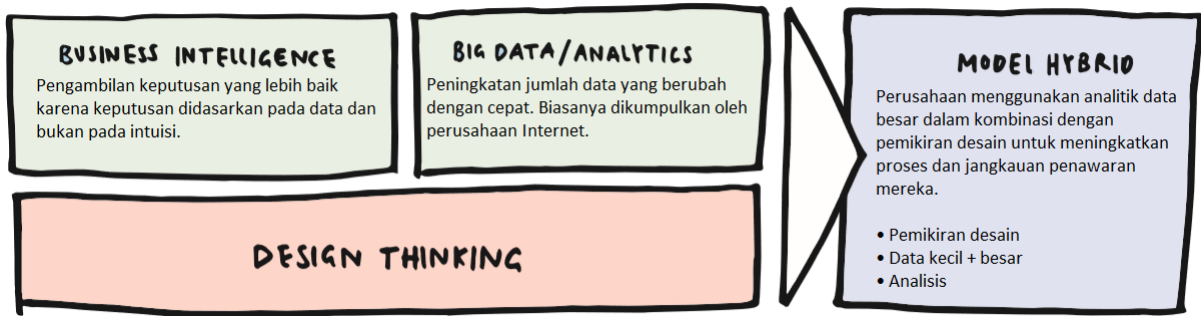 BUSINESS INTELLIGENCE
Pengambilan keputusan yang lebih baik
karena keputusan didasarkan pada data dan
bukan pada intuisi.
BIG DATA/ANALYTICS
Peningkatan jumlah data yang berubah
dengan cepat. Biasanya dikumpulkan oleh
perusahaan Internet.
DESIGN THINKING
MODEL HYBRID
Perusahaan menggunakan analitik data
besar dalam kombinasi dengan
pemikiran desain untuk meningkatkan
proses dan jangkauan penawaran
mereka.
• Pemikiran desain
• Data kecil + besar
• Analisis